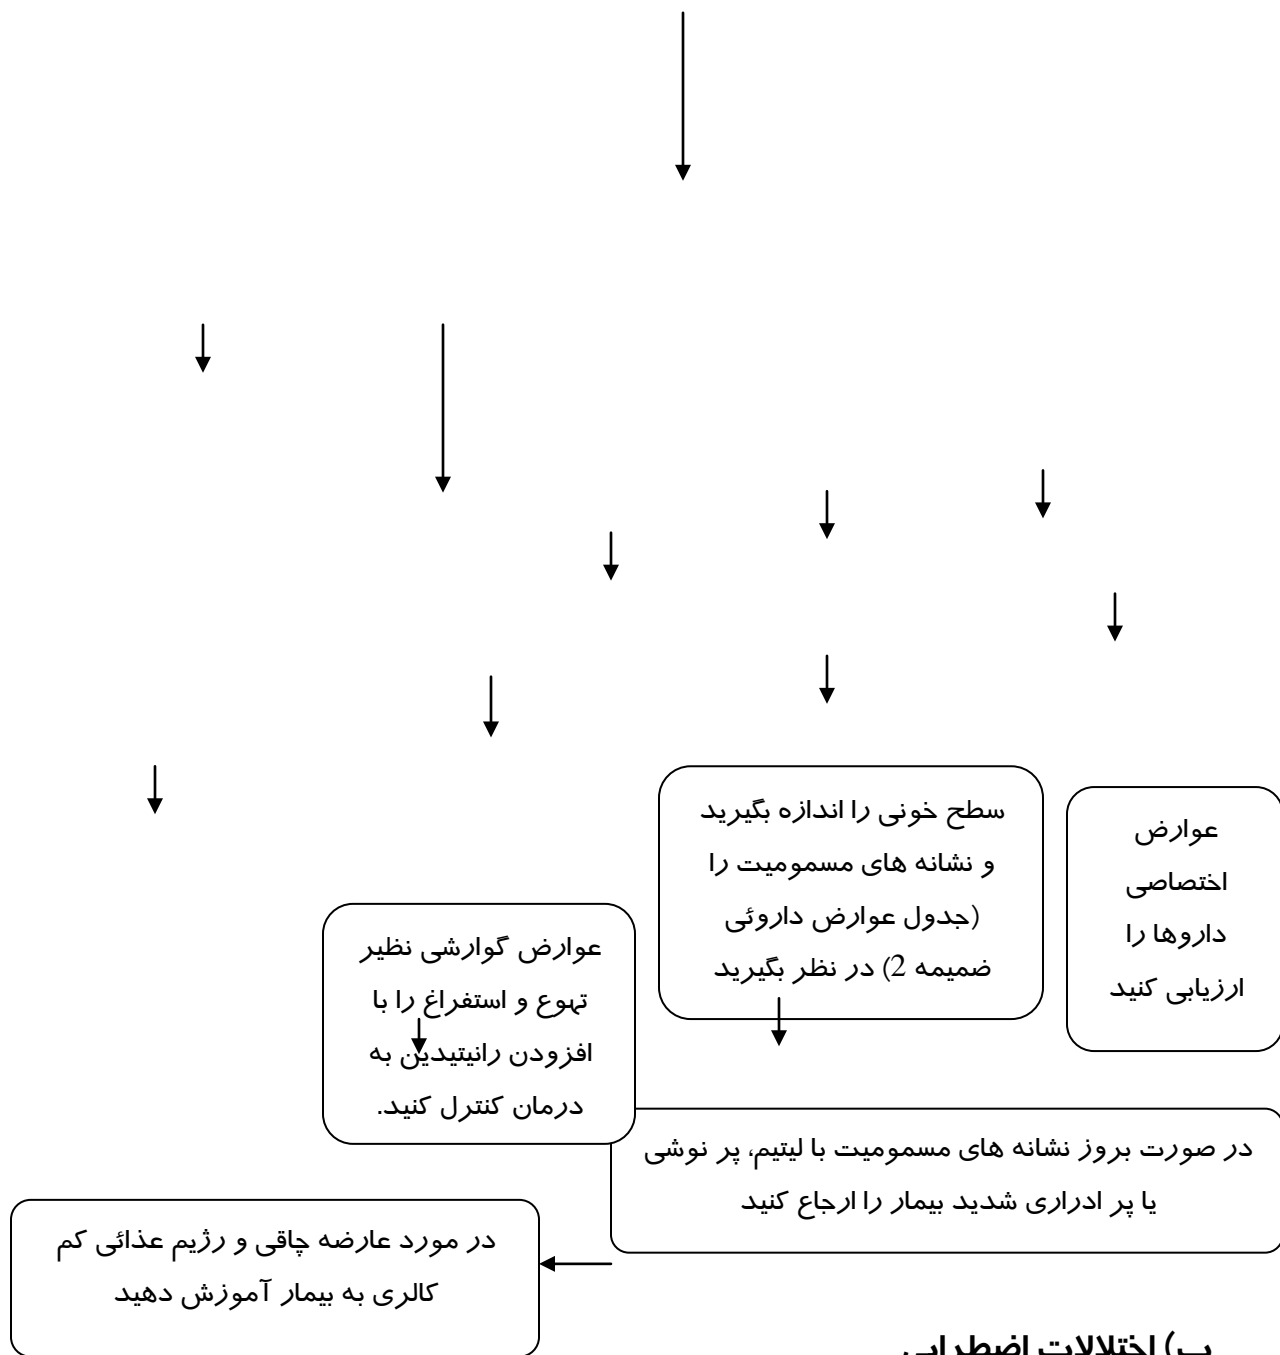 عوارض
اختصاصی
داروها را
ارزیابی کنید
سطح خونی را اندازه بگیرید
و نشانه های مسمومیت را
(جدول عوارض داروئی
ضمیمه 2) در نظر بگیرید
عوارض گوارشی نظیر
تهوع و استفراغ را با
افزودن رانیتیدین به
درمان کنترل کنید.
در صورت بروز نشانه های مسمومیت با لیتیم، پر نوشی
یا پر ادراری شدید بیمار را ارجاع کنید
در مورد عارضه چاقی و رژیم غذائی کم
کالری به بیمار آموزش دهید
ب) اختلالات اضطرابی